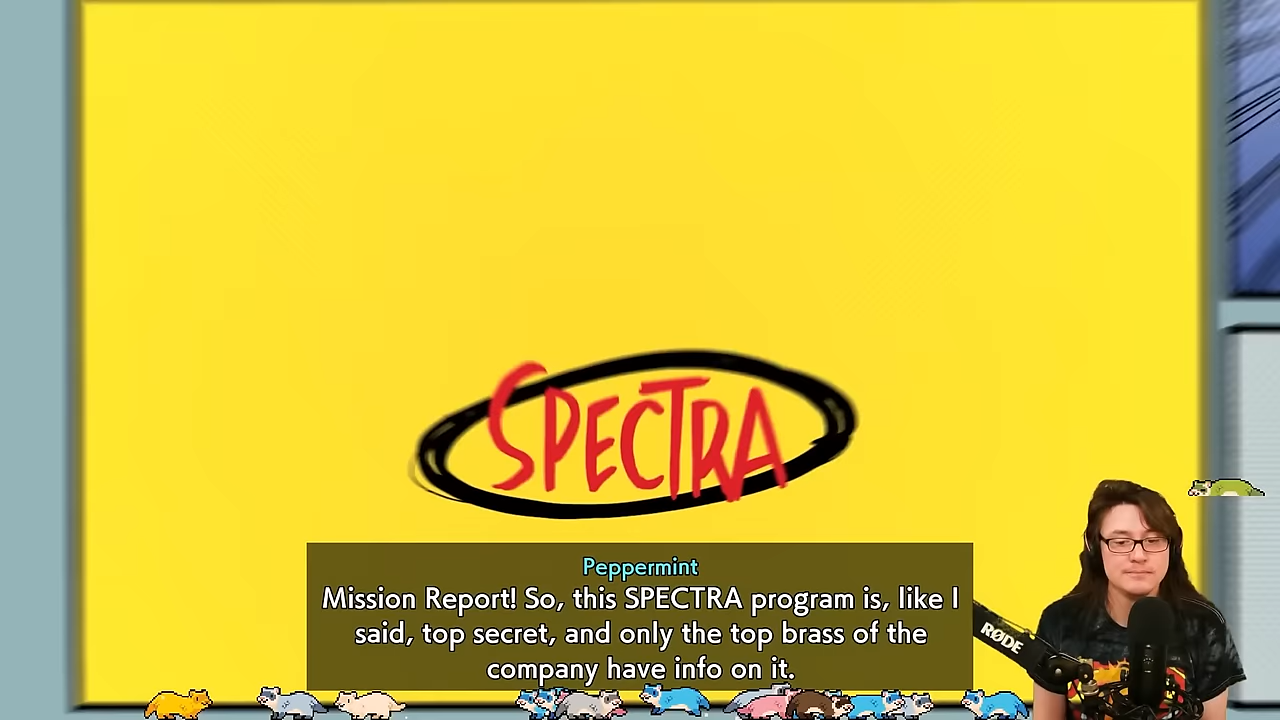 SPECTRA
Peppermint
Mission Report! So, this SPECTRA program is, like I
said, top secret, and only the top brass of the
company have info on it.
RØDE